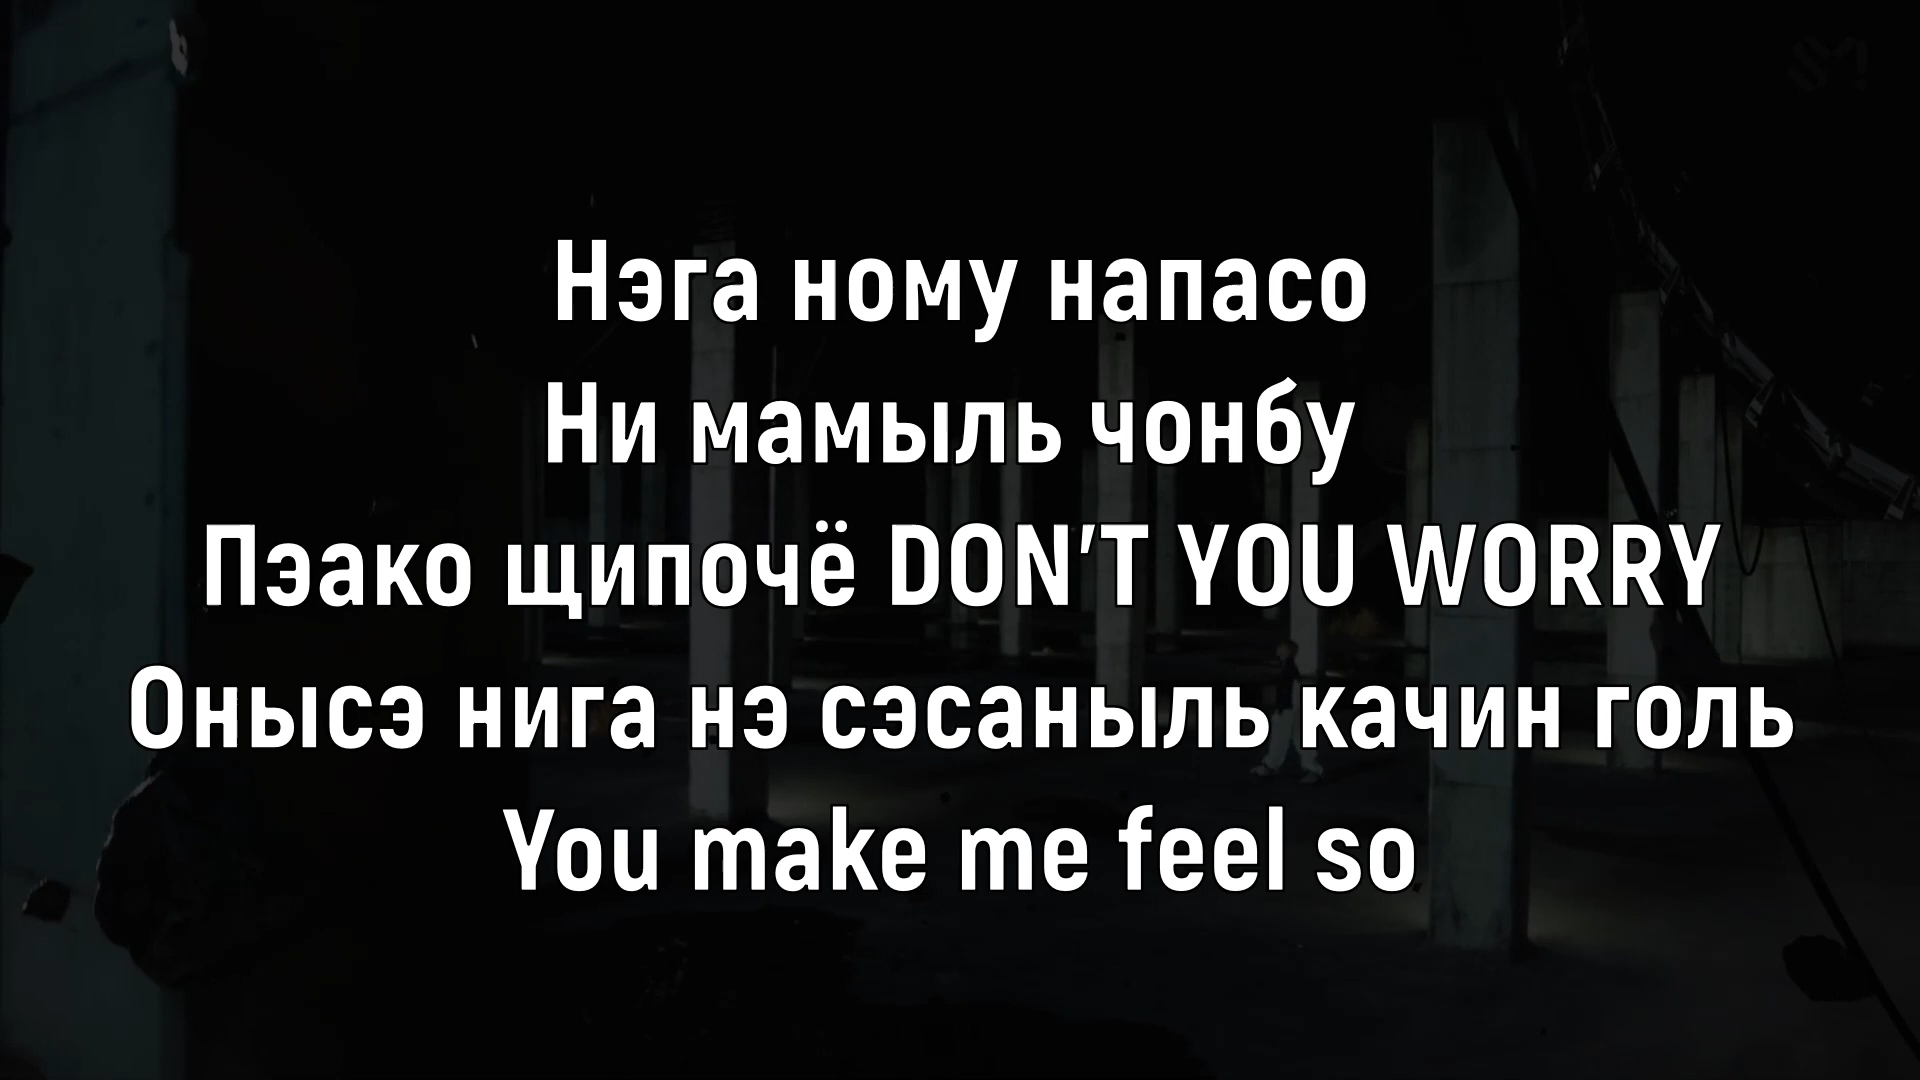 Нэга ному напасо
Ни мамыль чонбу
Пэако щипочё DON'T YOU WORRY
Онысэ нига нэ сэсаныль качин голь
You make me feel so